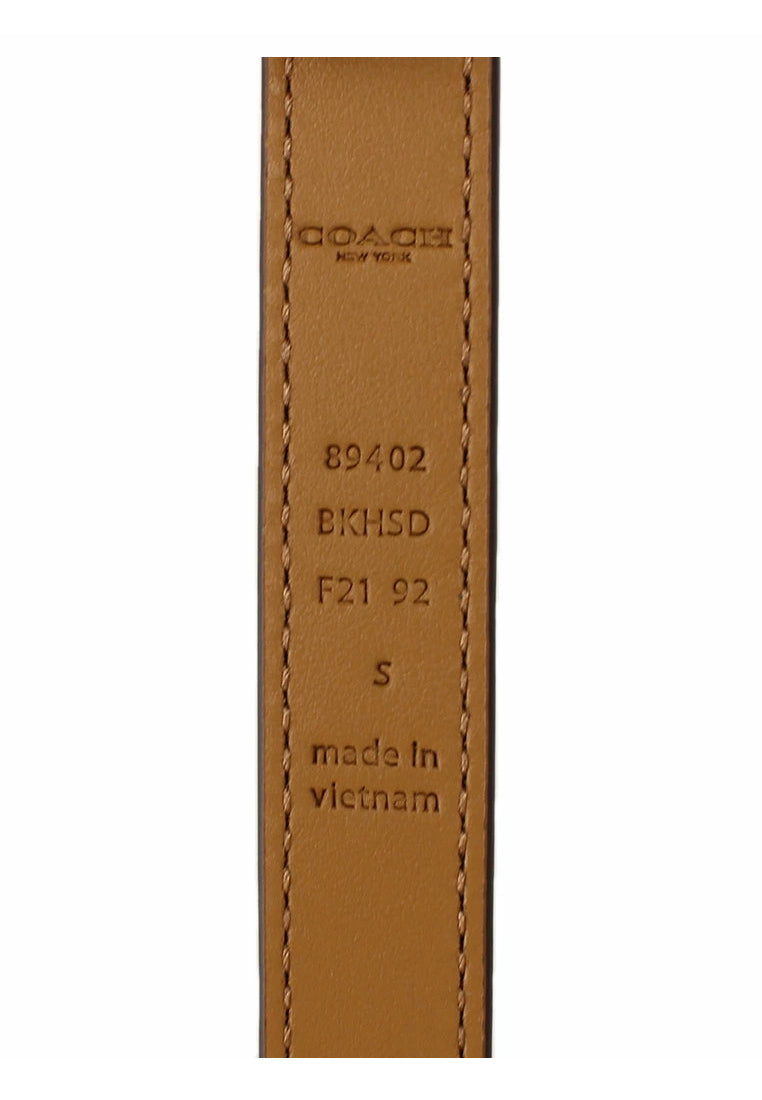 COACH
NEW YORK
89402
BKHSD
F21 92
S
made in
vietnam